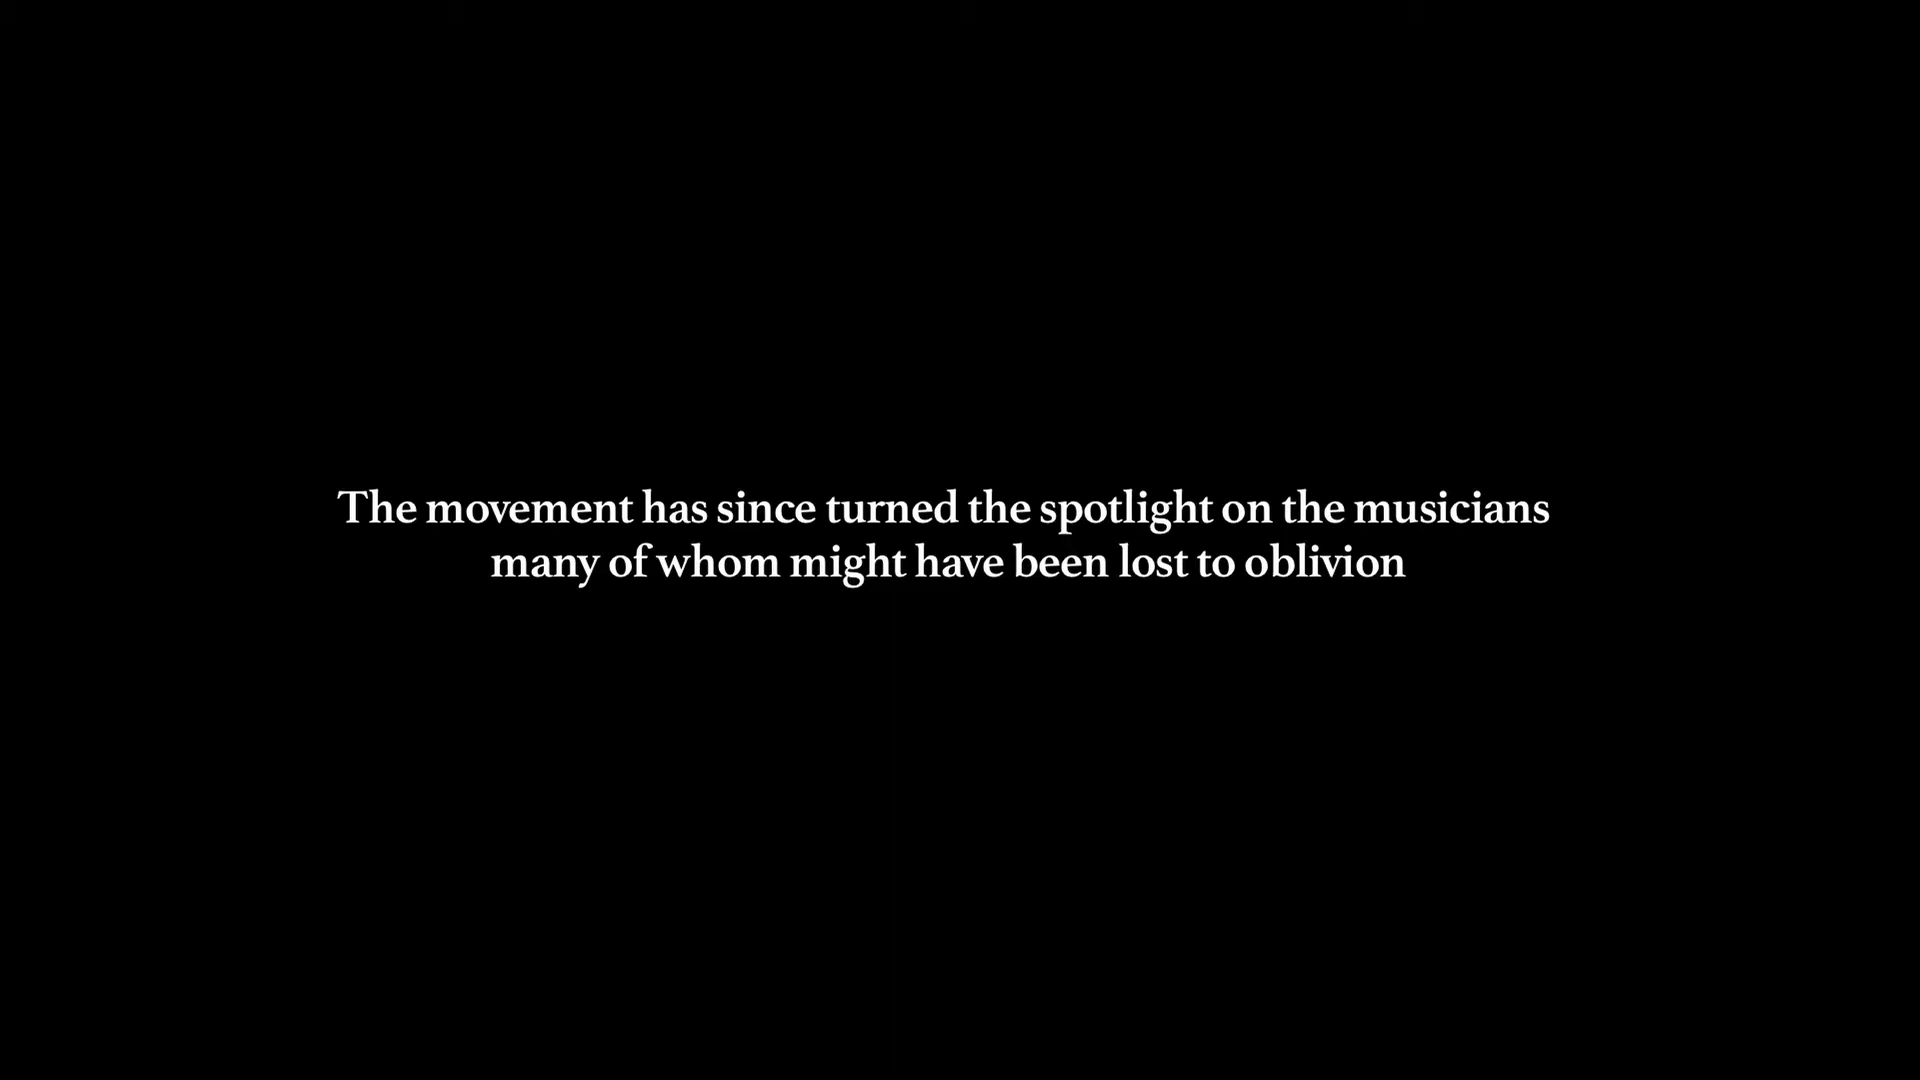 The movement has since turned the spotlight on the musicians
many of whom might have been lost to oblivion